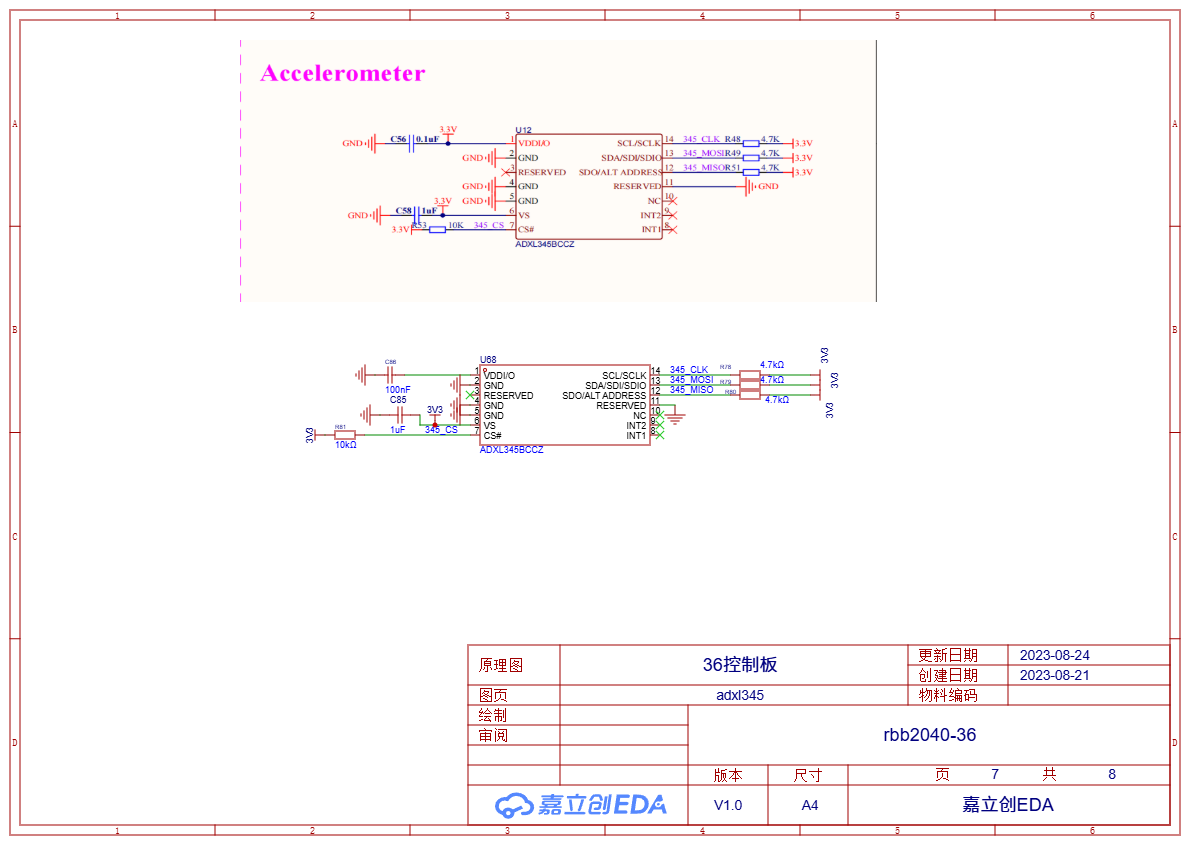 1 2 3 4 5 6
A A
B B
C C
D D
Accelerometer
U12
GND C56 0.1uF 3.3V 1 VDDI/O SCL/SCLK 14 345_CLK R48 4.7K 3.3V
GND 2 GND SDA/SDI/SDIO 13 345_MOSI R49 4.7K 3.3V
3 RESERVED SDO/ALT ADDRESS 12 345_MISO R51 4.7K 3.3V
GND 4 GND RESERVED 11 GND
GND 5 GND NC 10
GND C58 1uF 3.3V 6 VS INT2 9
3.3V R53 10K 345_CS 7 CS# INT1 8
ADXL345BCCZ
U68
C86 100nF 1 VDDI/O SCL/SCLK 14 345_CLK R78 4.7kΩ 3V3
2 GND SDA/SDI/SDIO 13 345_MOSI R79 4.7kΩ 3V3
3 RESERVED SDO/ALT ADDRESS 12 345_MISO R80 4.7kΩ 3V3
4 GND RESERVED 11
5 GND NC 10
C85 1uF 3V3 6 VS INT2 9
3V3 R81 10kΩ 345_CS 7 CS# INT1 8
ADXL345BCCZ
原理图 36控制板 更新日期 2023-08-24
创建日期 2023-08-21
图页 adxl345 物料编码
绘制
审阅 rbb2040-36
版本 尺寸 页 7 共 8
嘉立创EDA V1.0 A4 嘉立创EDA
1 2 3 4 5 6